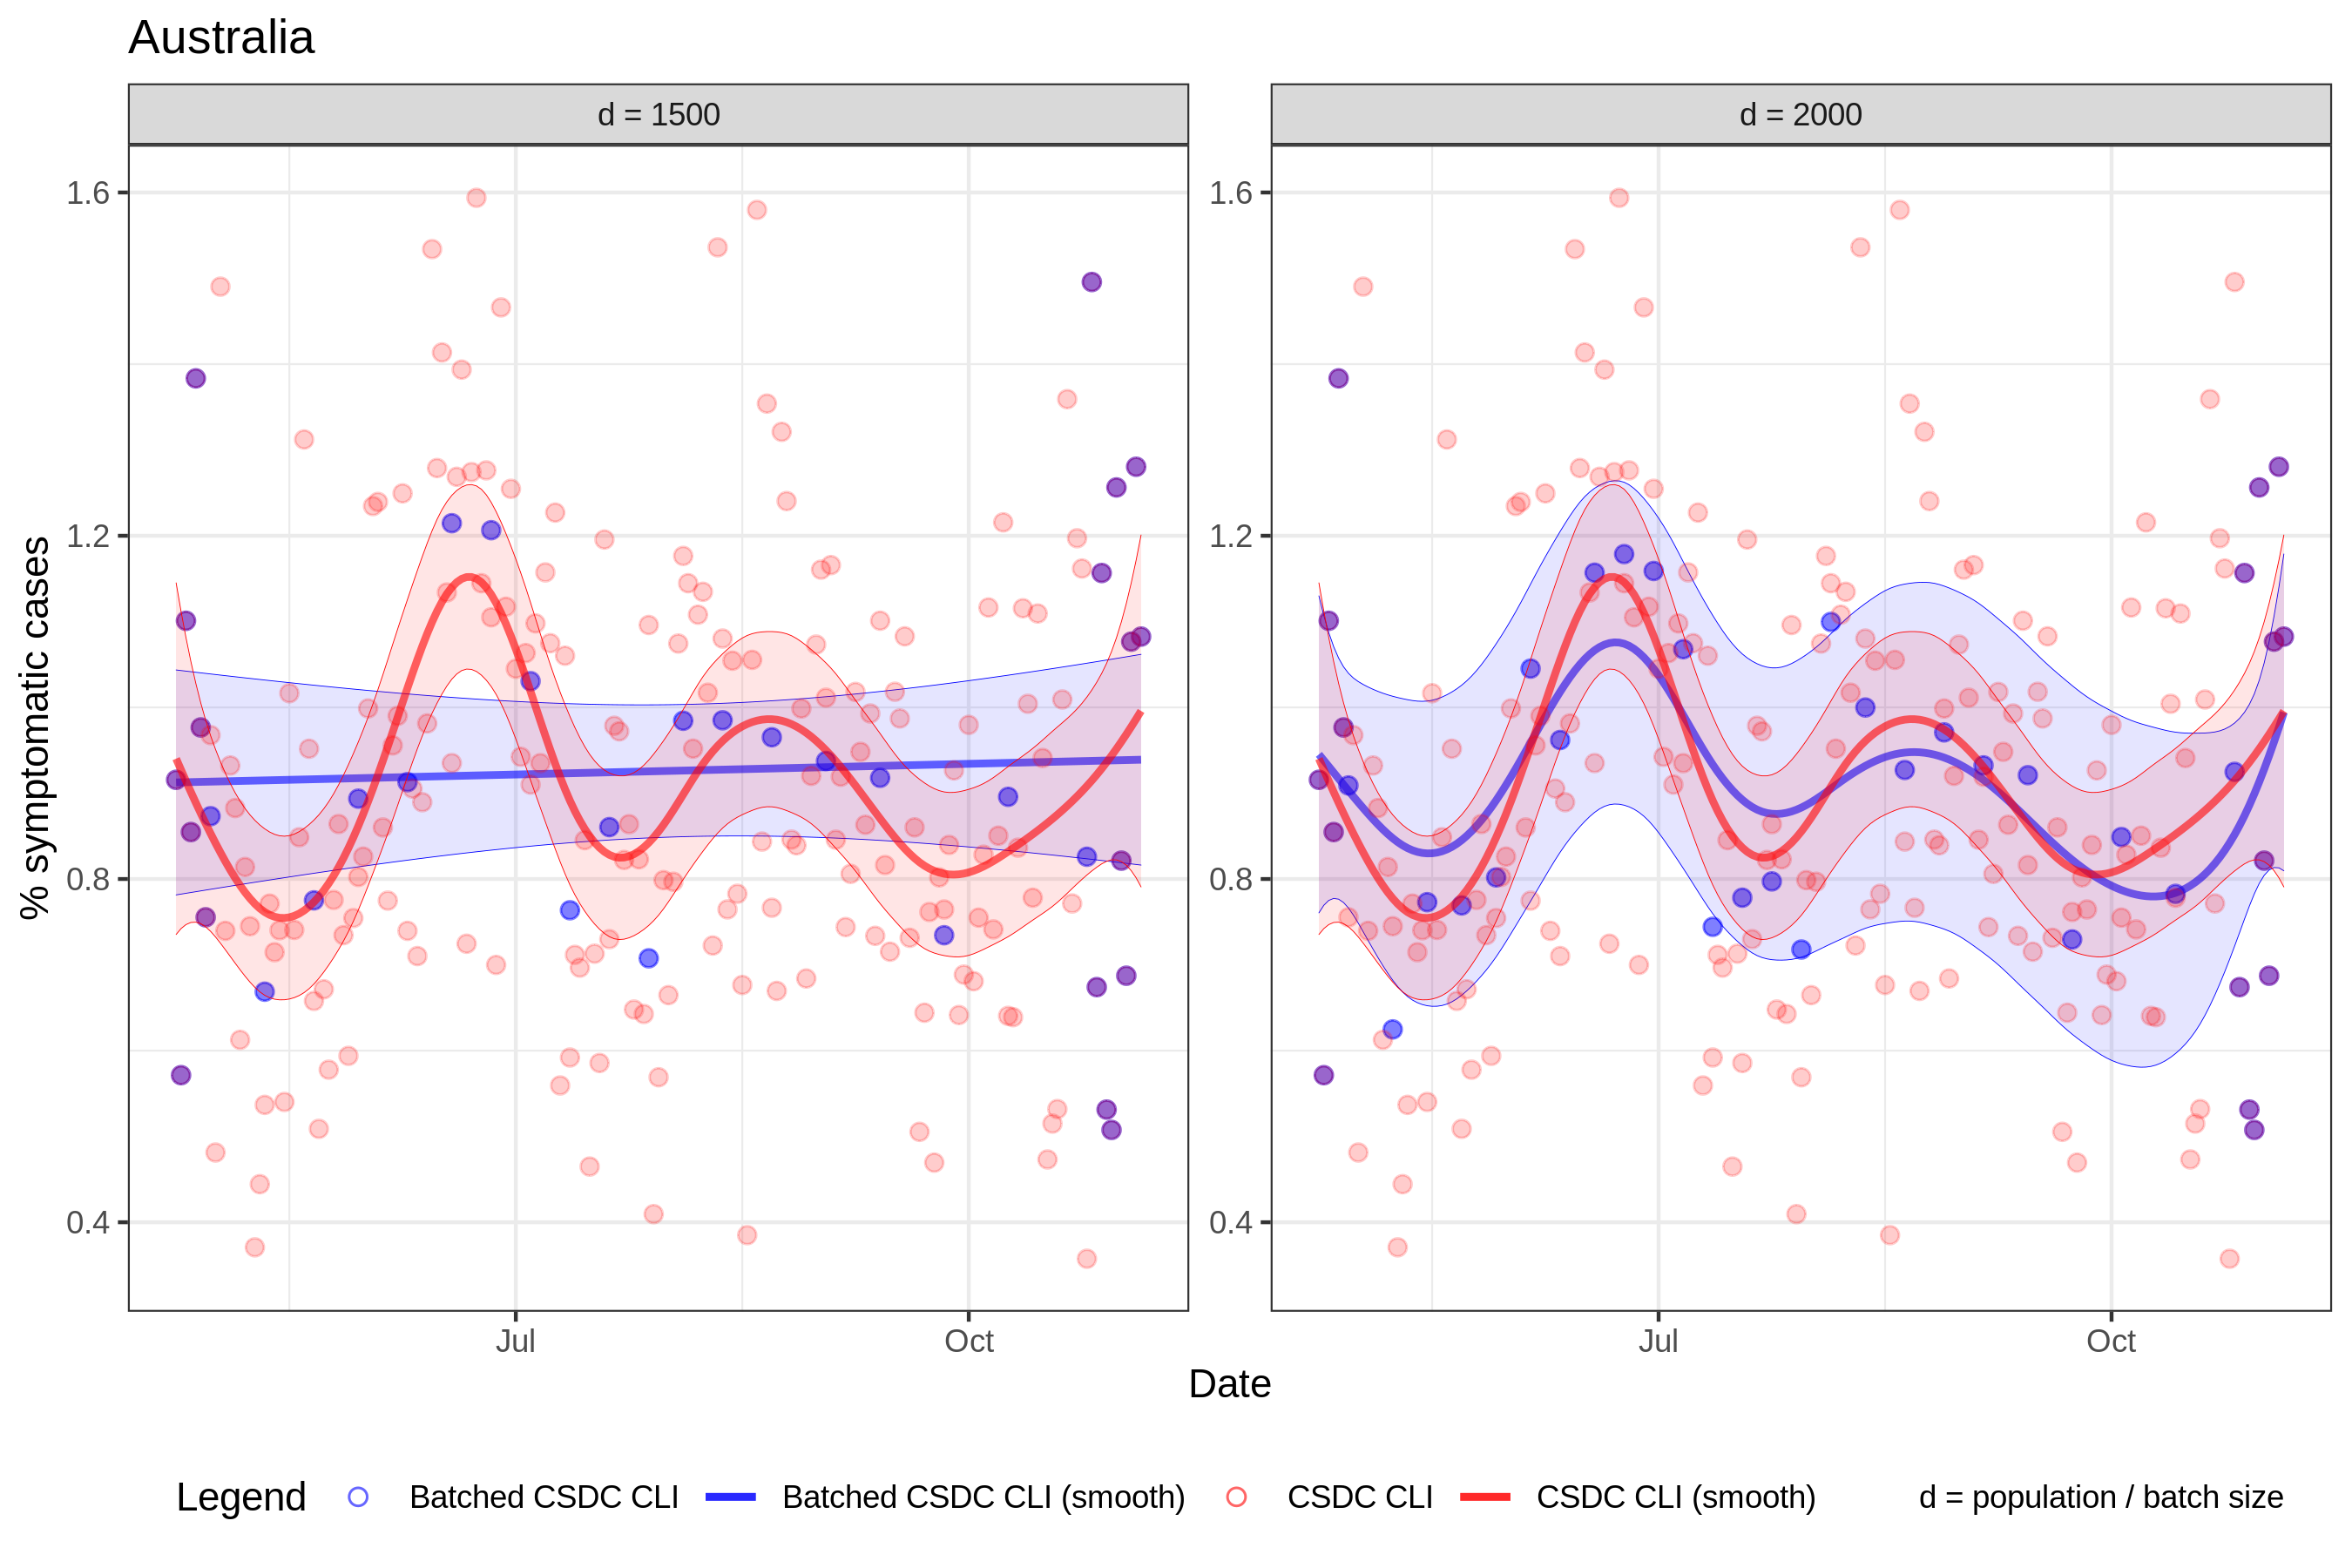 Australia
d = 1500
d = 2000
% symptomatic cases
1.6
1.2
0.8
0.4
1.6
1.2
0.8
0.4
Jul
Oct
Jul
Oct
Date
Legend
Batched CSDC CLI
Batched CSDC CLI (smooth)
CSDC CLI
CSDC CLI (smooth)
d = population / batch size